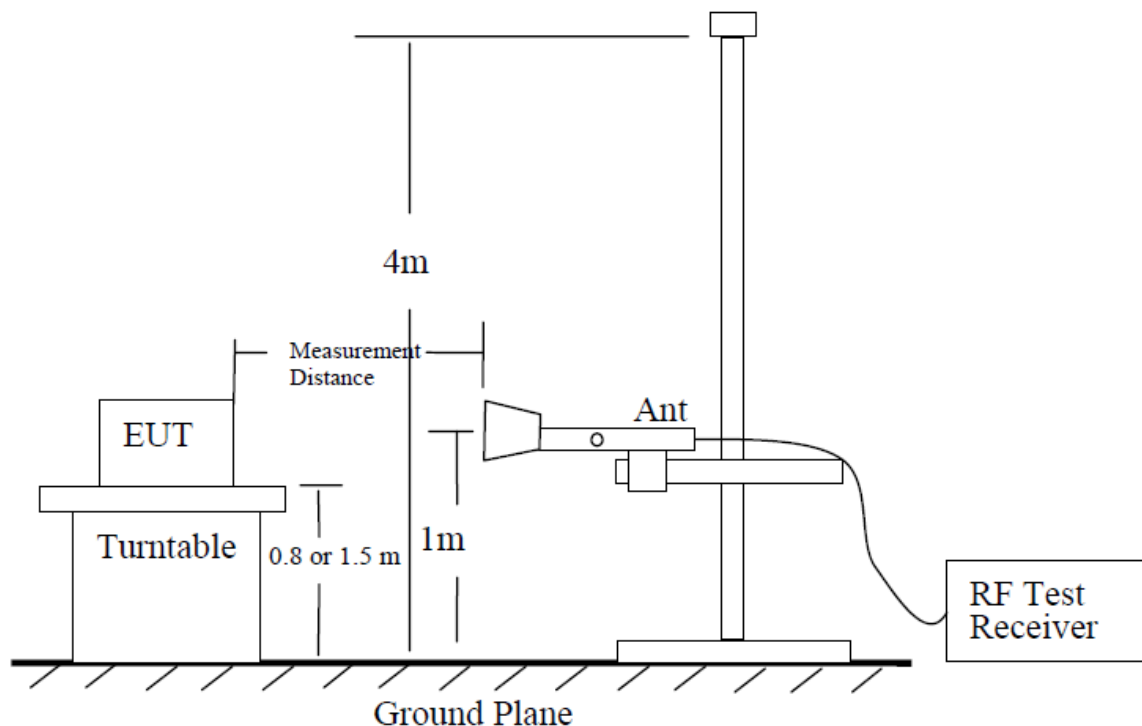 4m
Measurement
Distance
EUT
Ant
Turntable
0.8 or 1.5 m
1m
RF Test
Receiver
Ground Plane